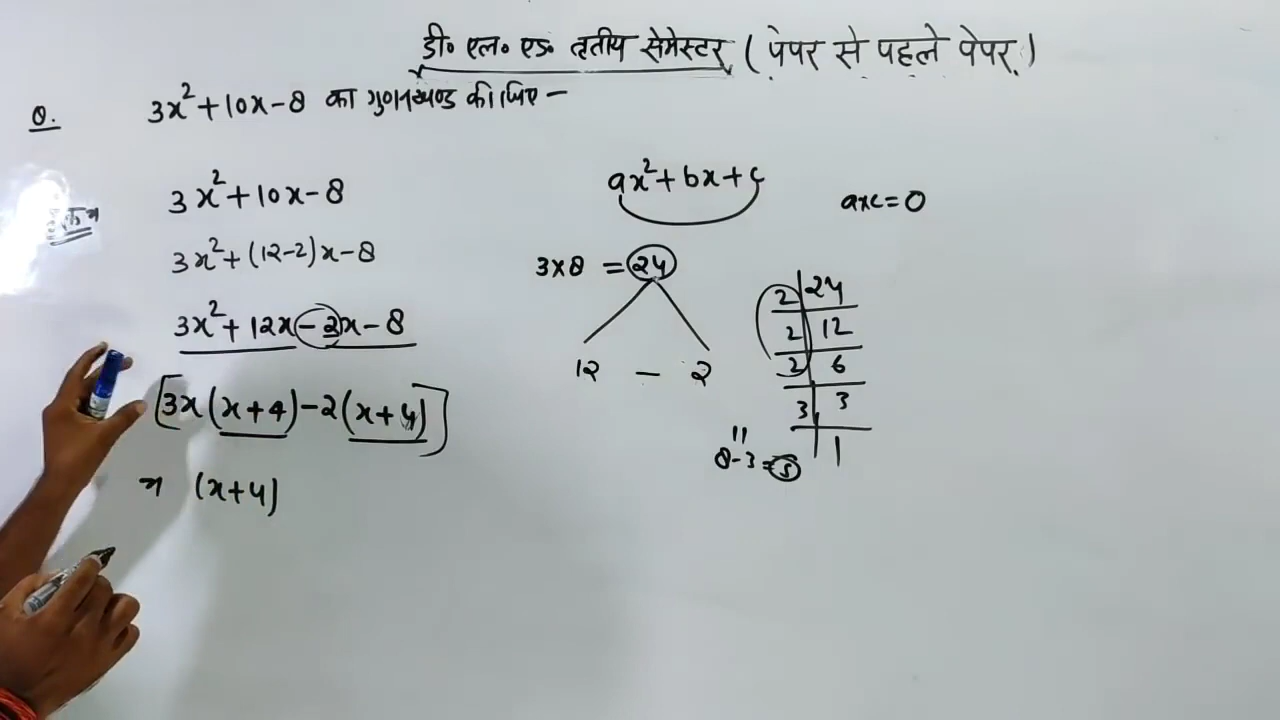 डी० एल० एड० तृतीय सेमेस्टर ( पेपर से पहले पेपर )
Q. 3x² + 10x - 8 का गुणनखण्ड कीजिए -
3x² + 10x - 8
3x² + (12-2)x - 8
3x² + 12x - 2x - 8
[3x(x+4) - 2(x+4)]
(x+4)
ax² + bx + c
axc = 0
3x8 = 24
12 - 2
2 | 24
2 | 12
2 | 6
3 | 3
1
8-3 = 5